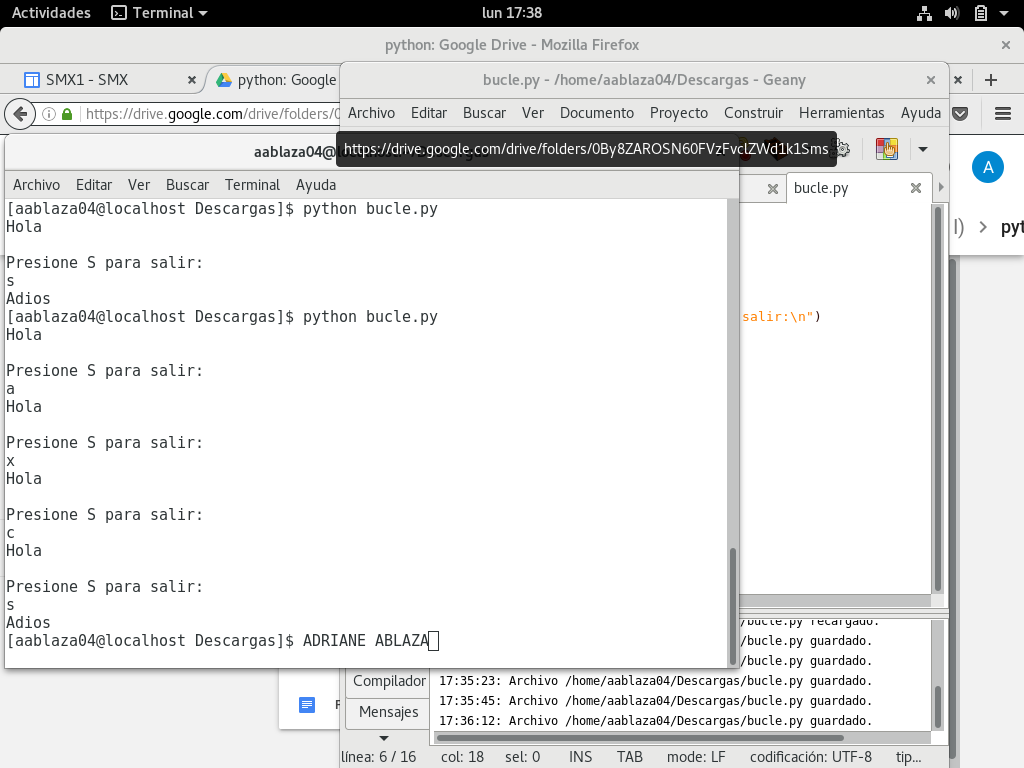 Actividades
Terminal
lun 17:38
python: Google Drive - Mozilla Firefox
SMX1 - SMX
python: Google
https://drive.google.com/drive/folders/0
bucle.py - /home/aablaza04/Descargas - Geany
Archivo Editar Buscar Ver Documento Proyecto Construir Herramientas Ayuda
https://drive.google.com/drive/folders/0By8ZAROSN60FVzFvclZWd1k1Sms
aablaza04@
Archivo Editar Ver Buscar Terminal Ayuda
[aablaza04@localhost Descargas]$ python bucle.py
Hola
Presione S para salir:
s
Adios
[aablaza04@localhost Descargas]$ python bucle.py
Hola
Presione S para salir:
a
Hola
Presione S para salir:
x
Hola
Presione S para salir:
c
Hola
Presione S para salir:
s
Adios
[aablaza04@localhost Descargas]$ ADRIANE ABLAZA
bucle.py
salir:\n")
A
pyt
/bucle.py recargado.
/bucle.py guardado.
/bucle.py guardado.
17:35:23: Archivo /home/aablaza04/Descargas/bucle.py guardado.
17:35:45: Archivo /home/aablaza04/Descargas/bucle.py guardado.
17:36:12: Archivo /home/aablaza04/Descargas/bucle.py guardado.
Compilador
Mensajes
línea: 6 / 16 col: 18 sel: 0 INS TAB mode: LF codificación: UTF-8 tip...